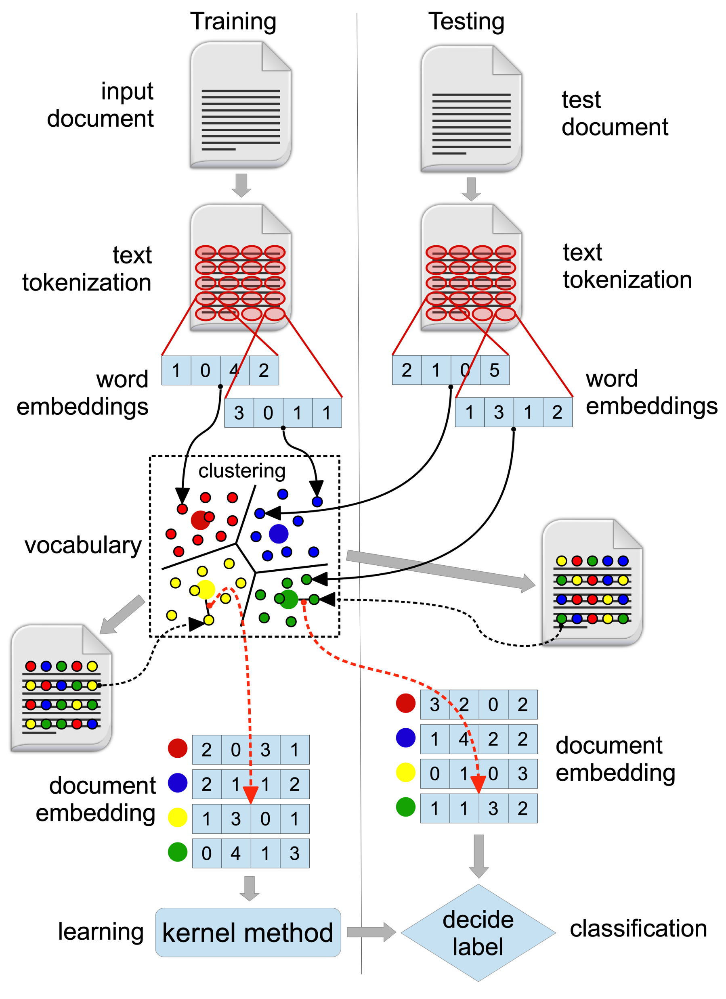 Training
Testing
input
document
test
document
text
tokenization
text
tokenization
word
embeddings
1 0 4 2
3 0 1 1
2 1 0 5
1 3 1 2
word
embeddings
clustering
vocabulary
document
embedding
2 0 3 1
2 1 1 2
1 3 0 1
0 4 1 3
3 2 0 2
1 4 2 2
0 1 0 3
1 1 3 2
document
embedding
learning
kernel method
decide
label
classification